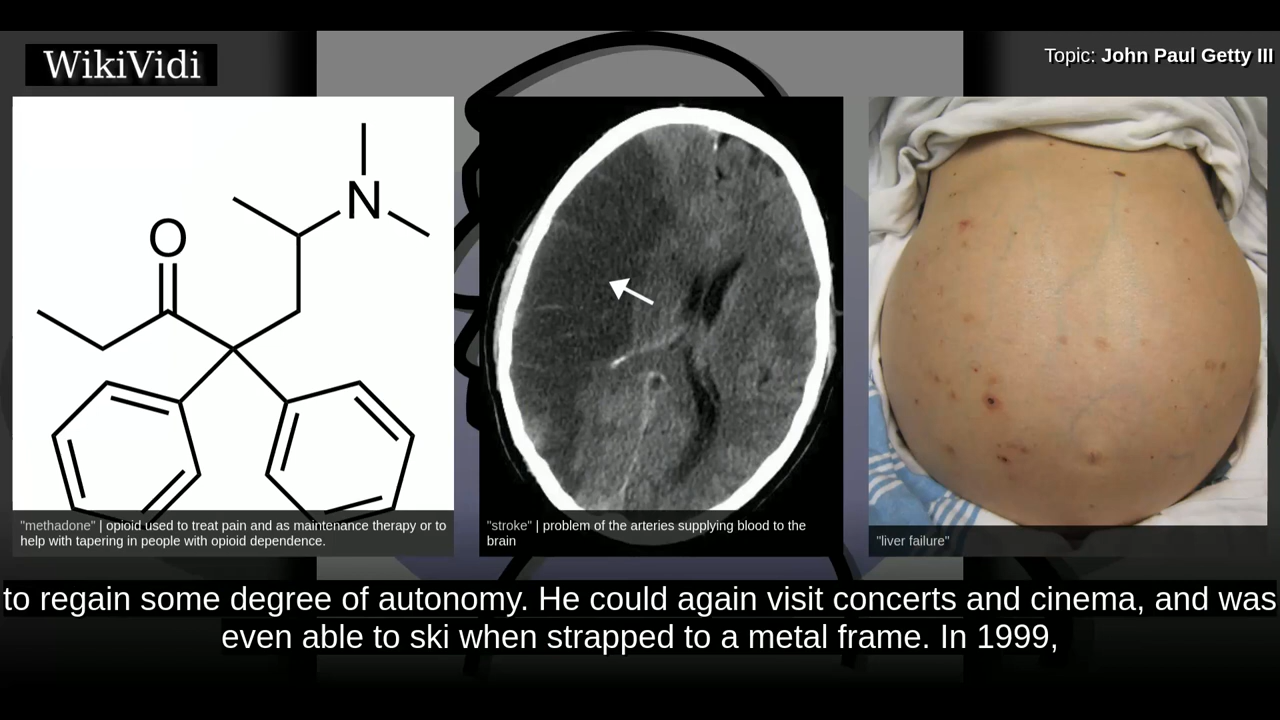 WikiVidi
Topic: John Paul Getty III
O
N
"methadone" | opioid used to treat pain and as maintenance therapy or to
help with tapering in people with opioid dependence.
"stroke" | problem of the arteries supplying blood to the
brain
"liver failure"
to regain some degree of autonomy. He could again visit concerts and cinema, and was
even able to ski when strapped to a metal frame. In 1999,